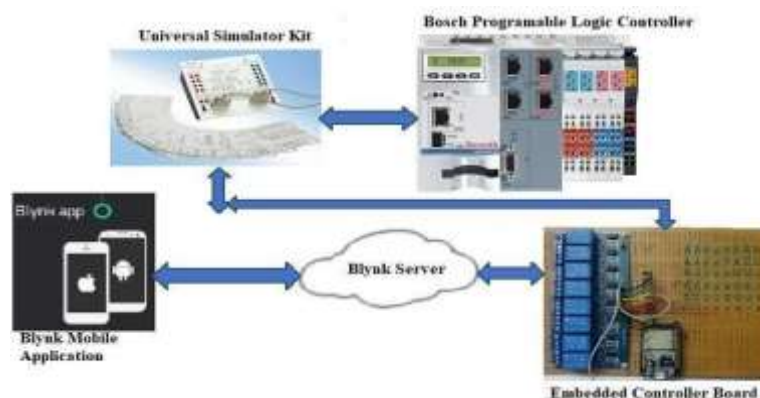 Universal Simulator Kit
Bosch Programable Logic Controller
Blynk app
Blynk Server
Blynk Mobile
Application
Embedded Controller Board